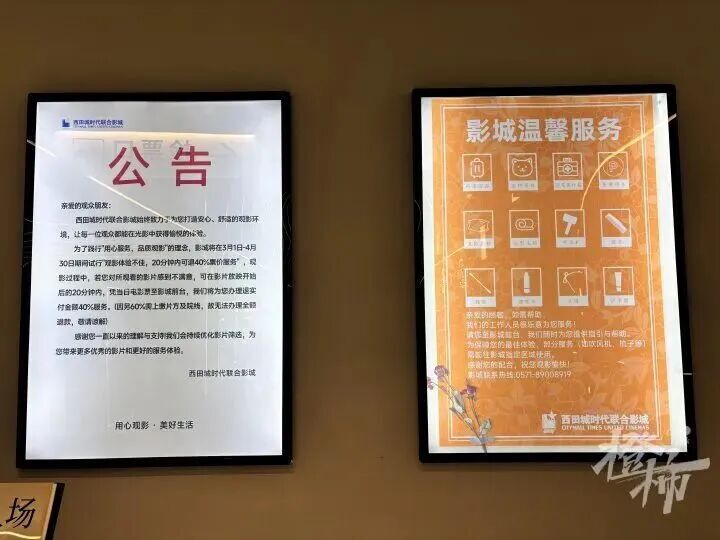 西田城时代联合影城
公告
亲爱的观众朋友:
西田城时代联合影城始终致力于为您打造安心、舒适的观影环
境,让每一位观众都能在光影中获得愉悦的体验。
为了践行“用心服务,品质观影”的理念,影城将在3月1日-4月
30日期间试行“观影体验不佳,20分钟内可退40%票价服务”,观
影过程中,若您对所观看的影片感到不满意,可在影片放映开始
后的20分钟内,凭当日电影票至影城前台,我们将为您办理退实
付金额40%服务。(因另60%需上缴片方及院线,故无法办理全额
退款,敬请谅解)
感谢您一直以来的理解与支持!我们会持续优化影片筛选,为
您带来更多优秀的影片和更好的服务体验。
西田城时代联合影城
用心观影·美好生活
影城温馨服务
亲爱的顾客,如需帮助,
我们的工作人员很乐意为您服务!
请您至影城前台,我们随时为您提供指引与帮助。
为保障您的最佳体验,部分服务(如吹风机、梳子等)
需前往影城指定区域使用。
感谢您的配合,祝您观影愉快!
影城联系热线:0571-89008919
西田城时代联合影城
CITYMALL TIMES UNITED CINEMAS
橙柿
场